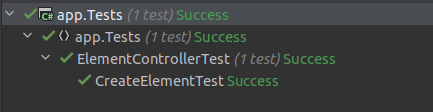 C# app.Tests (1 test) Success
app.Tests (1 test) Success
ElementControllerTest (1 test) Success
CreateElementTest Success